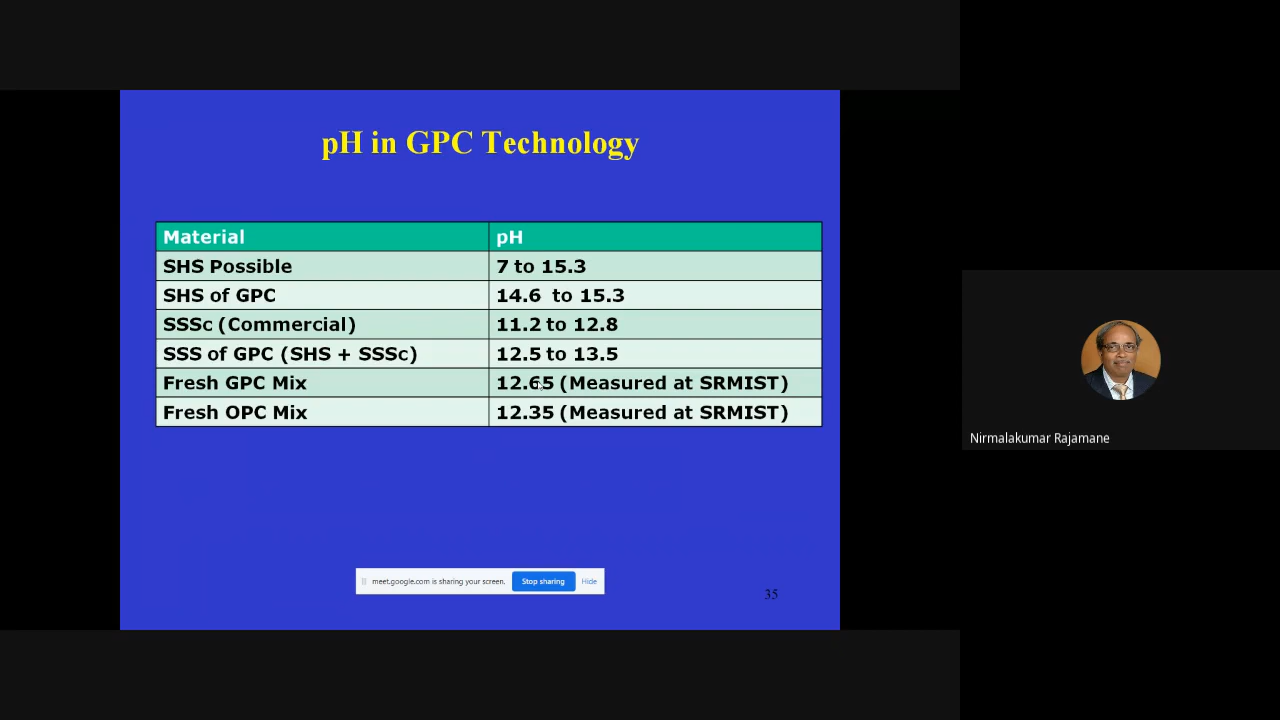 pH in GPC Technology
Material pH
SHS Possible 7 to 15.3
SHS of GPC 14.6 to 15.3
SSSc (Commercial) 11.2 to 12.8
SSS of GPC (SHS + SSSc) 12.5 to 13.5
Fresh GPC Mix 12.65 (Measured at SRMIST)
Fresh OPC Mix 12.35 (Measured at SRMIST)
meet.google.com is sharing your screen. Stop sharing Hide
35
Nirmalakumar Rajamane